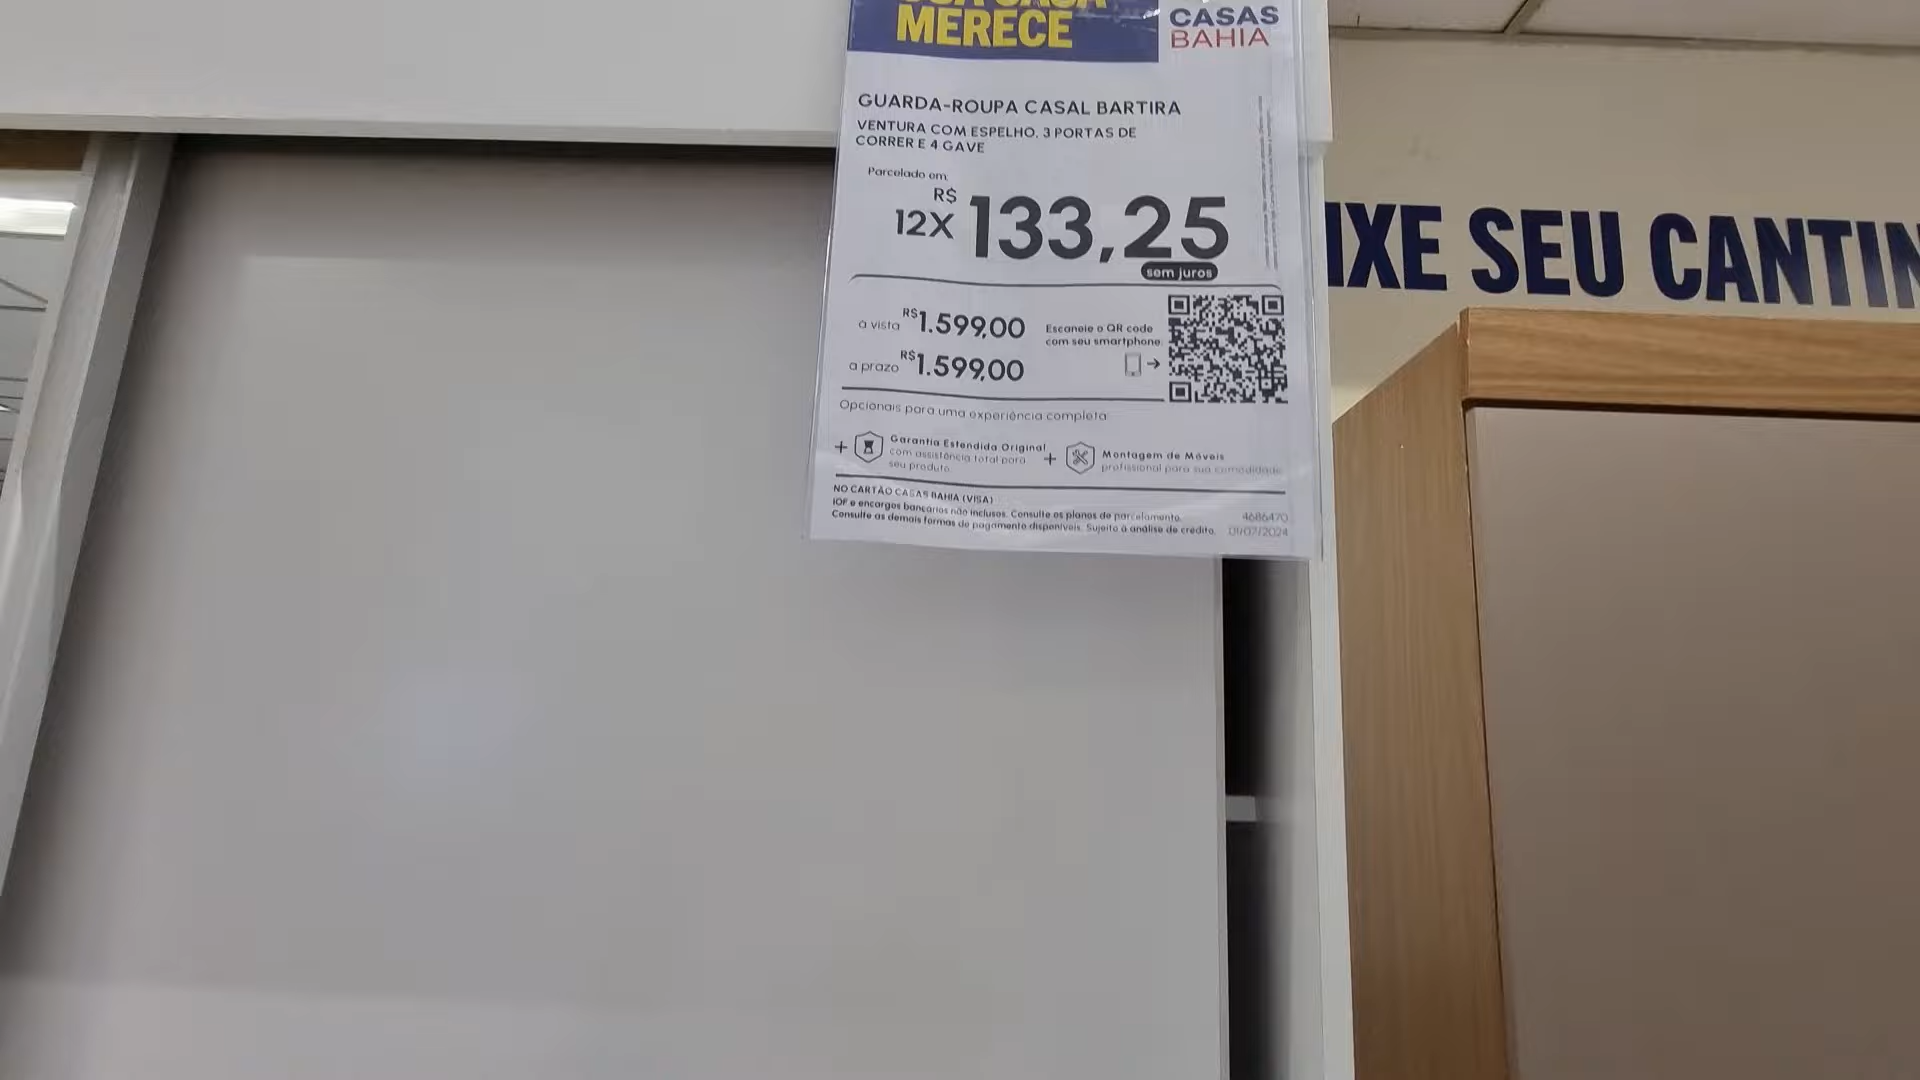 MERECE
CASAS
BAHIA
GUARDA-ROUPA CASAL BARTIRA
VENTURA COM ESPELHO, 3 PORTAS DE
CORRER E 4 GAVE
Parcelado em
R$
12X 133,25
sem juros
à vista R$1.599,00
a prazo R$1.599,00
Escaneie o QR code
com seu smartphone
Opcionais para uma experiência completa
+ Garantia Estendida Original
com assistência total para
seu produto
+ Montagem de Móveis
profissional para sua comodidade
NO CARTÃO CASAS BAHIA (VISA)
IOF e encargos bancários não inclusos. Consulte os planos de parcelamento.
Consulte as demais formas de pagamento disponíveis. Sujeito à análise de crédito.
4686470
01/07/2024
IXE SEU CANTIN